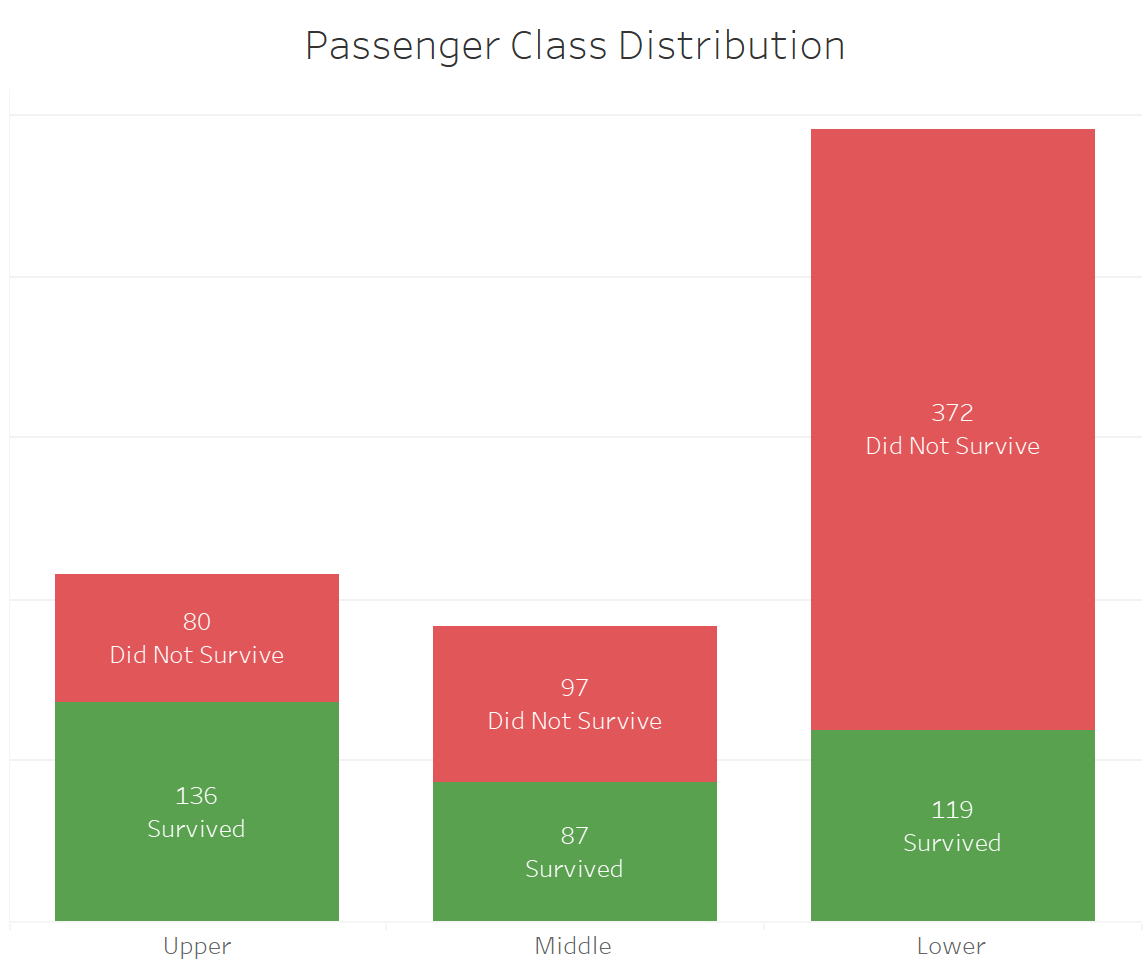 Passenger Class Distribution
372
Did Not Survive
80
Did Not Survive
97
Did Not Survive
136
Survived
87
Survived
119
Survived
Upper
Middle
Lower